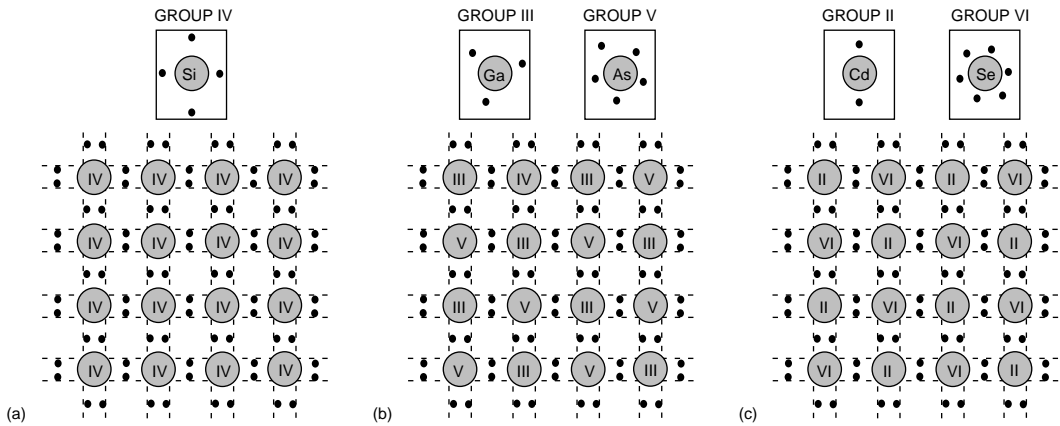 GROUP IV GROUP III GROUP V GROUP II GROUP VI
Si Ga As Cd Se
IV IV IV IV III IV III V II VI II VI
IV IV IV IV V III V III VI II VI II
IV IV IV IV III V III V II VI II VI
IV IV IV IV V III V III VI II VI II
(a) (b) (c)